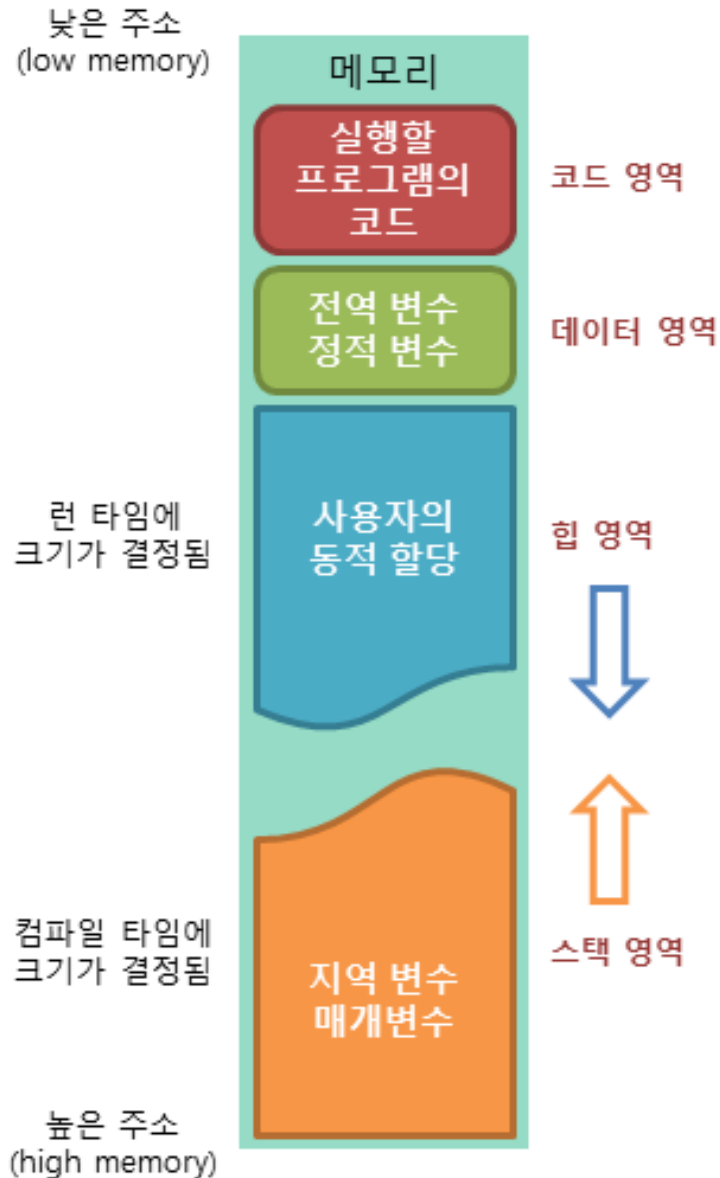 낮은 주소
(low memory)
메모리
실행할
프로그램의
코드
코드 영역
전역 변수
정적 변수
데이터 영역
런 타임에
크기가 결정됨
사용자의
동적 할당
힙 영역
컴파일 타임에
크기가 결정됨
지역 변수
매개변수
스택 영역
높은 주소
(high memory)